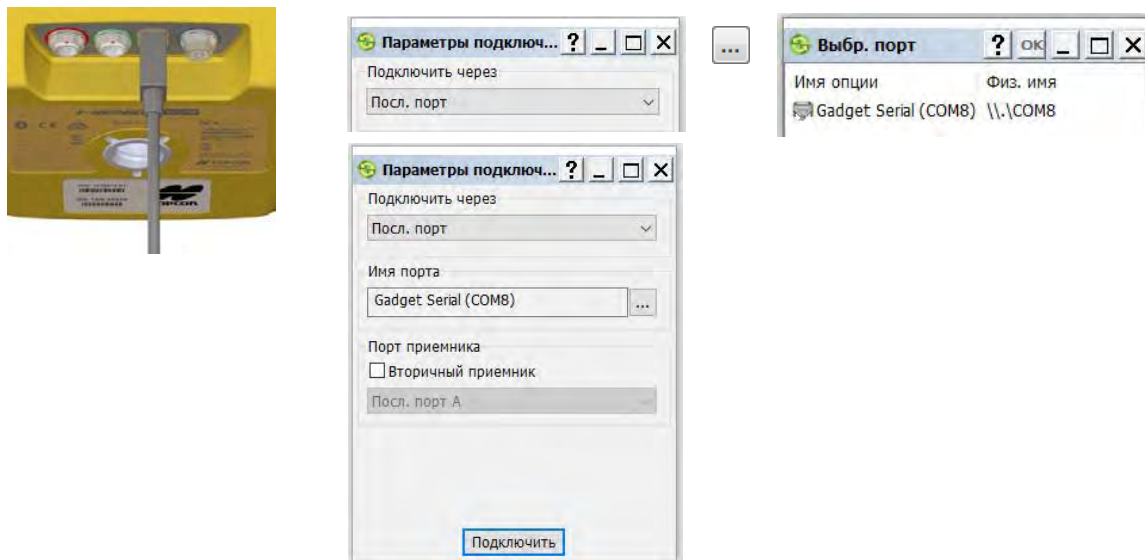 Параметры подключ...
Подключить через
Посл. порт
...
Выбр. порт
OK
Имя опции
Физ. имя
Gadget Serial (COM8)
\\.\COM8
Параметры подключ...
Подключить через
Посл. порт
Имя порта
Gadget Serial (COM8)
...
Порт приемника
Вторичный приемник
Посл. порт A
Подключить